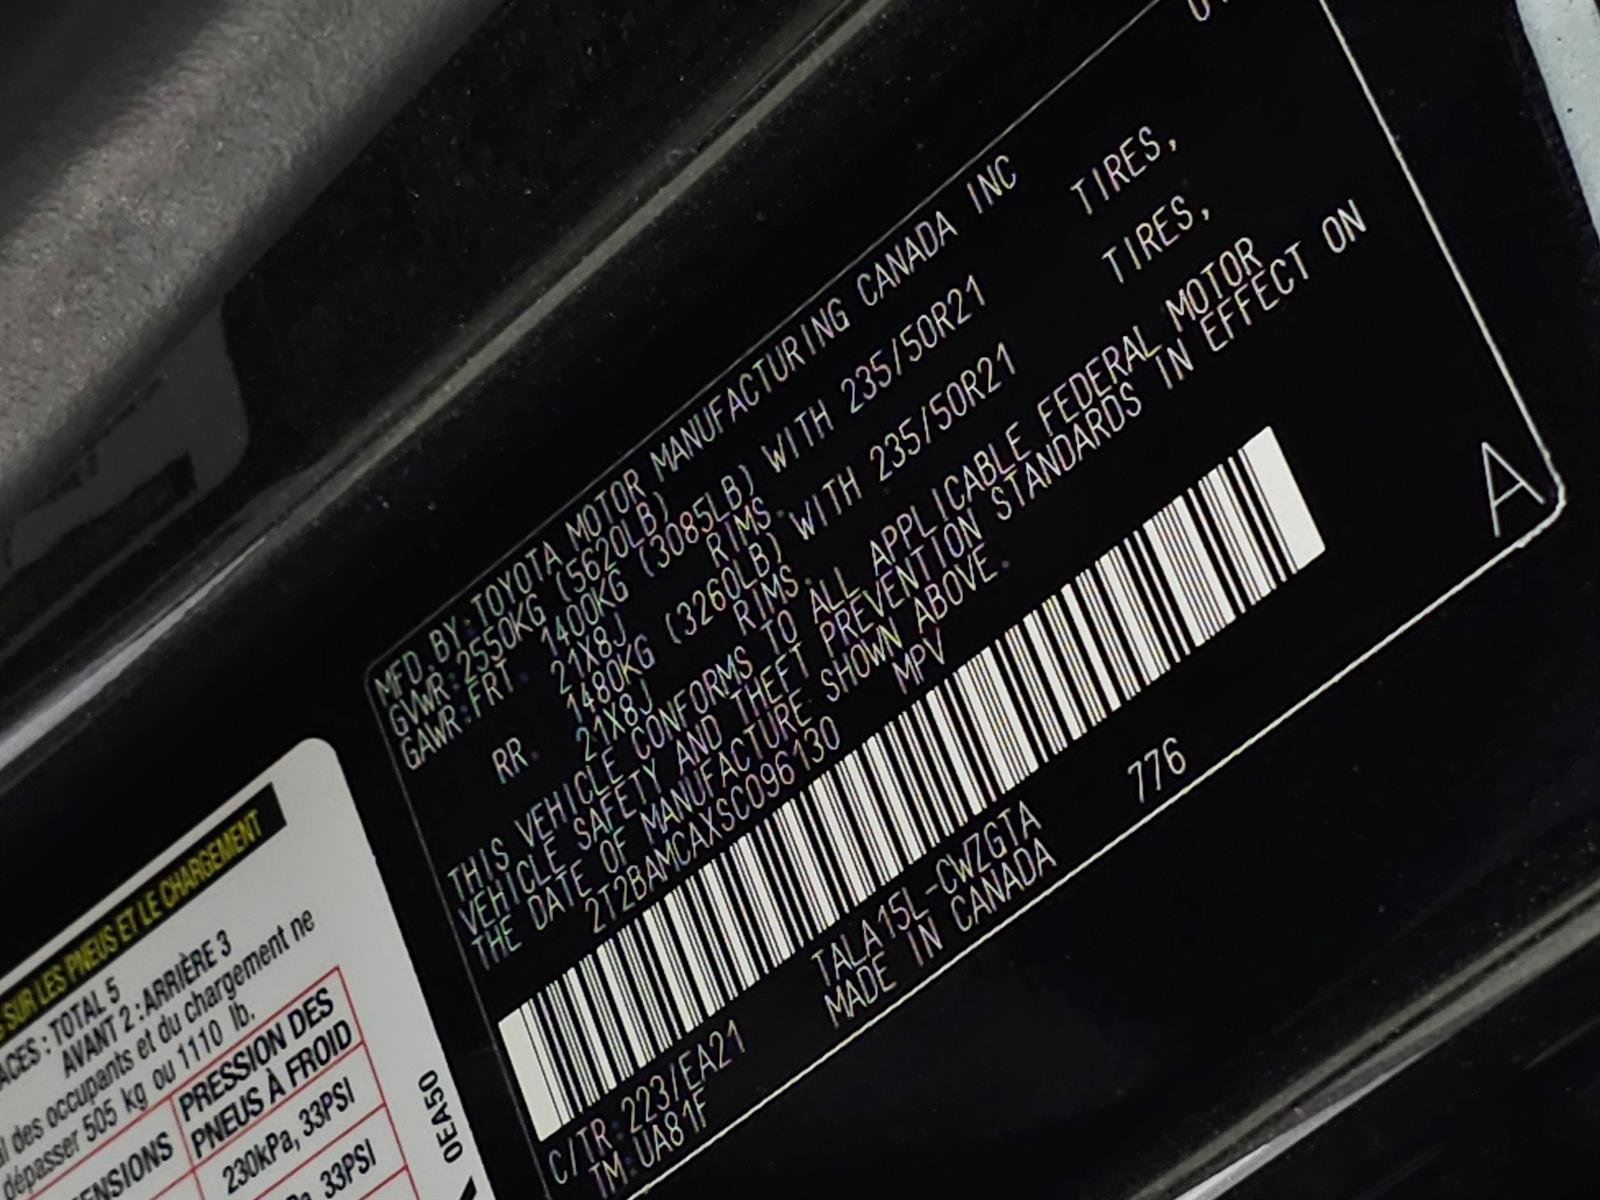 MFD. BY: TOYOTA MOTOR MANUFACTURING CANADA INC
GVWR: 2550KG (5620LB)
GAWR: FRT. 1400KG (3085LB) WITH 235/50R21 TIRES,
21X8J RIMS.
RR. 1480KG (3260LB) WITH 235/50R21 TIRES,
21X8J RIMS.
THIS VEHICLE CONFORMS TO ALL APPLICABLE FEDERAL MOTOR
VEHICLE SAFETY AND THEFT PREVENTION STANDARDS IN EFFECT ON
THE DATE OF MANUFACTURE SHOWN ABOVE.
2T2BAMCAXSC096130 MPV
C/TR: 223/EA21 TALA15L-CWZGTA 776
TM: UA81F MADE IN CANADA
A
SUR LES PNEUS ET LE CHARGEMENT
: TOTAL 5
AVANT 2 : ARRIÈRE 3
des occupants et du chargement ne
dépasser 505 kg ou 1110 lb.
PRESSION DES
PNEUS À FROID
230kPa, 33PSI
33PSI
0EA50